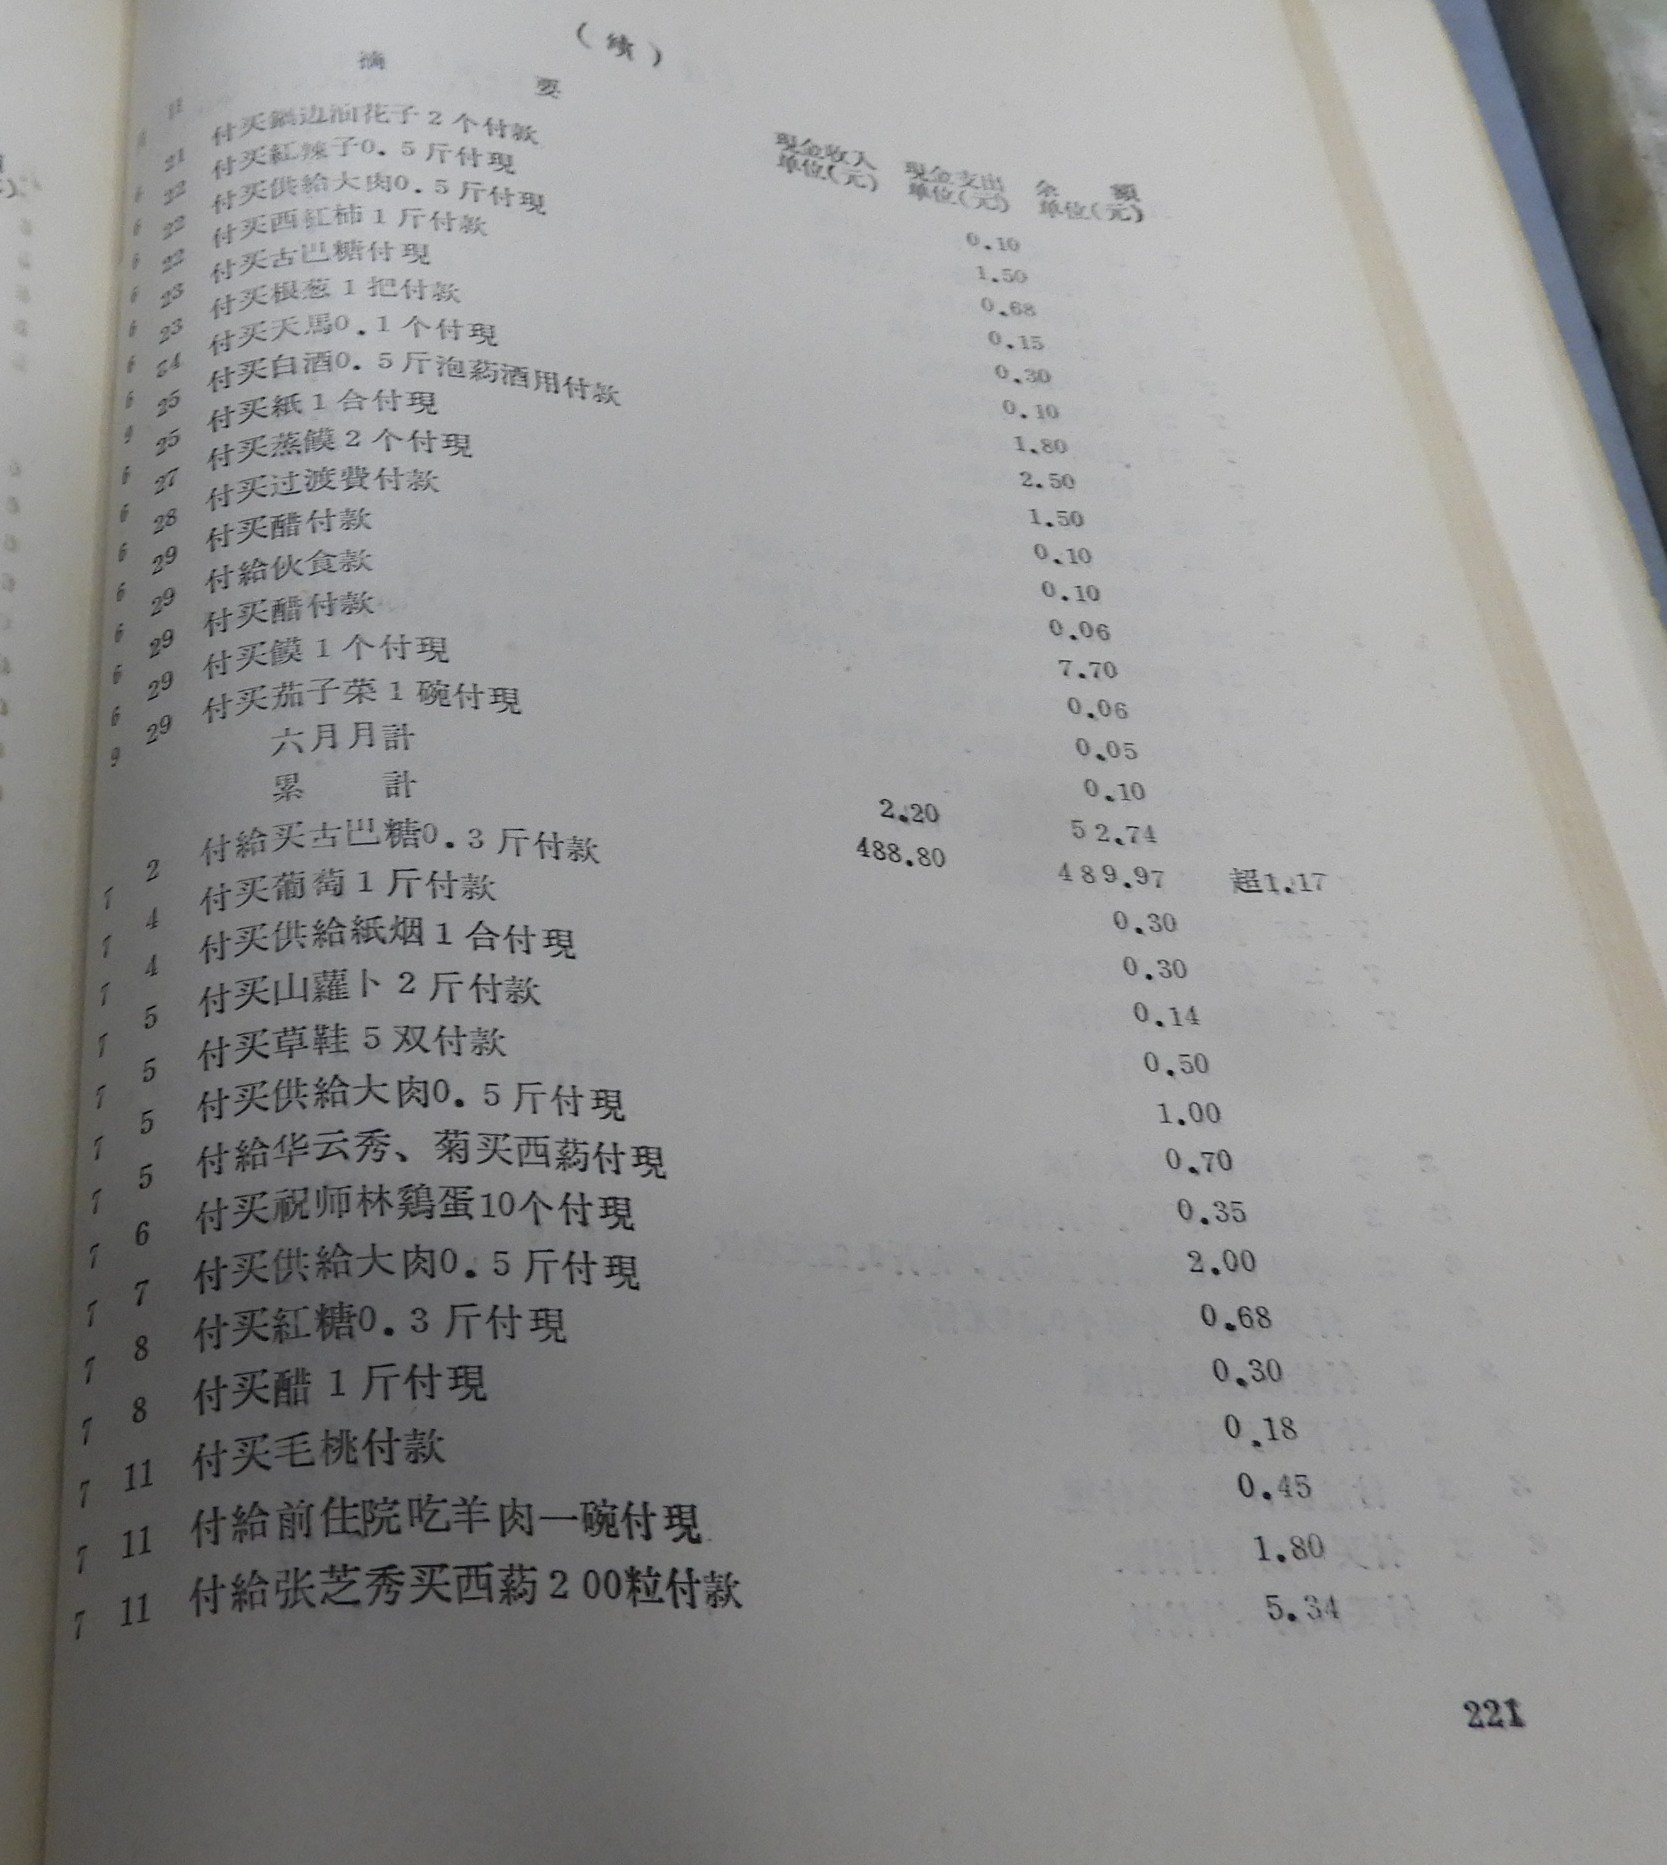 （续）
月 日 摘 要 現金收入单位(元) 現金支出单位(元) 余額单位(元)
6 21 付买鍋边油花子2个付款 0.10
6 22 付买紅辣子0.5斤付現 1.50
6 22 付买供給大肉0.5斤付現 0.68
6 22 付买西紅柿1斤付款 0.15
6 23 付买古巴糖付現 0.30
6 23 付买根葱1把付款 0.10
6 24 付买天馬0.1个付現 1.80
6 25 付买白酒0.5斤泡葯酒用付款 2.50
6 25 付买紙1合付現 1.50
6 27 付买蒸饃2个付現 0.10
6 28 付买过渡費付款 0.10
6 29 付买醋付款 0.06
6 29 付給伙食款 7.70
6 29 付买醋付款 0.06
6 29 付买饃1个付現 0.05
6 29 付买茄子菜1碗付現 0.10
六月月計 2.20 52.74
累計 488.80 489.97 超1.17
7 2 付給买古巴糖0.3斤付款 0.30
7 4 付买葡萄1斤付款 0.30
7 4 付买供給紙烟1合付現 0.14
7 5 付买山蘿卜2斤付款 0.50
7 5 付买草鞋5双付款 1.00
7 5 付买供給大肉0.5斤付現 0.70
7 5 付給华云秀、菊买西葯付現 0.35
7 6 付买祝师林鷄蛋10个付現 2.00
7 7 付买供給大肉0.5斤付現 0.68
7 8 付买紅糖0.3斤付現 0.30
7 8 付买醋1斤付現 0.18
7 11 付买毛桃付款 0.45
7 11 付給前住院吃羊肉一碗付現 1.80
7 11 付給张芝秀买西葯200粒付款 5.34
221